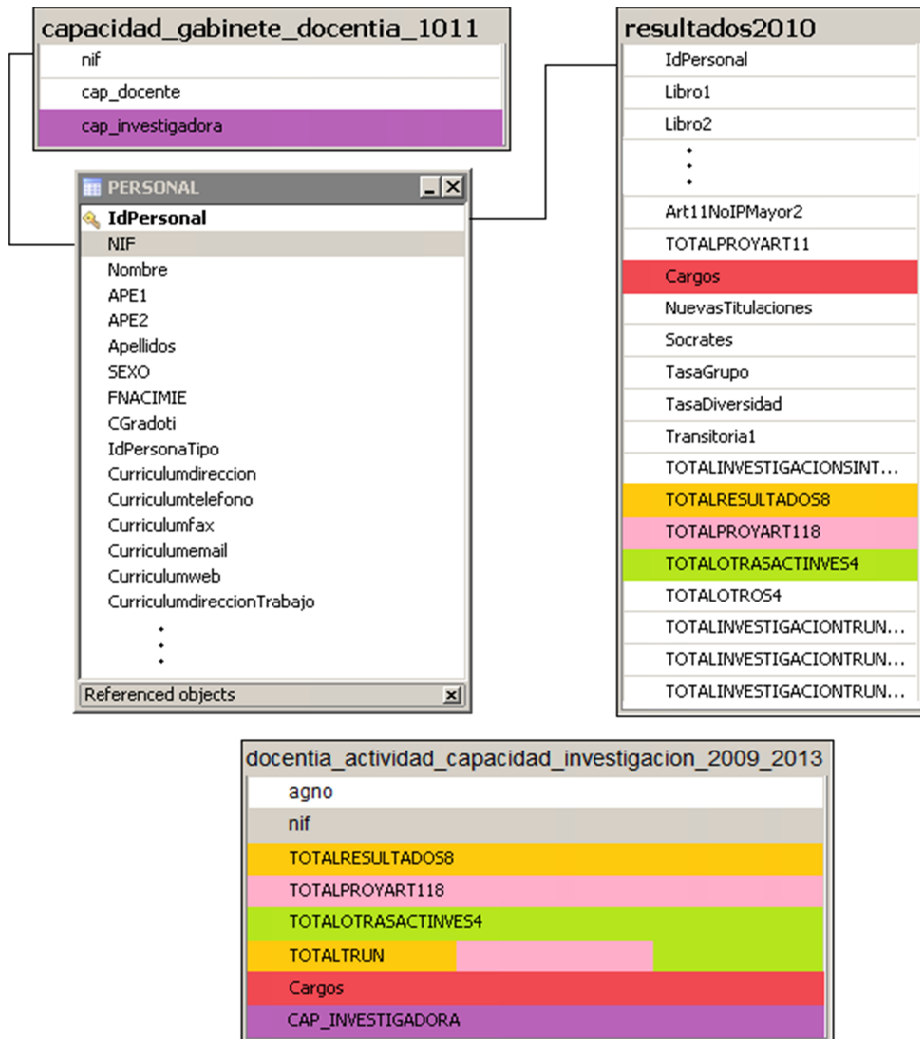 capacidad_gabinete_docentia_1011
nif
cap_docente
cap_investigadora
PERSONAL
IdPersonal
NIF
Nombre
APE1
APE2
Apellidos
SEXO
FNACIMIE
CGradoti
IdPersonaTipo
Curriculumdireccion
Curriculumtelefono
Curriculumfax
Curriculumemail
Curriculumweb
CurriculumdireccionTrabajo
Referenced objects
resultados2010
IdPersonal
Libro1
Libro2
Art11NoIPMayor2
TOTALPROYART11
Cargos
NuevasTitulaciones
Socrates
TasaGrupo
TasaDiversidad
Transitoria1
TOTALINVESTIGACIONSINT...
TOTALRESULTADOS8
TOTALPROYART118
TOTALOTRASACTINVES4
TOTALOTROS4
TOTALINVESTIGACIONTRUN...
TOTALINVESTIGACIONTRUN...
TOTALINVESTIGACIONTRUN...
docentia_actividad_capacidad_investigacion_2009_2013
agno
nif
TOTALRESULTADOS8
TOTALPROYART118
TOTALOTRASACTINVES4
TOTALTRUN
Cargos
CAP_INVESTIGADORA